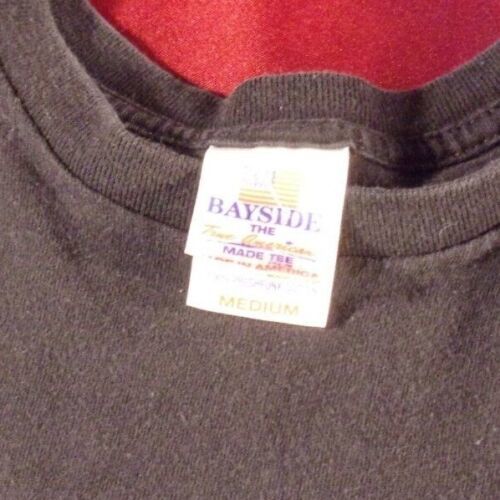 BAYSIDE
THE
True American
MADE TEE
MEDIUM